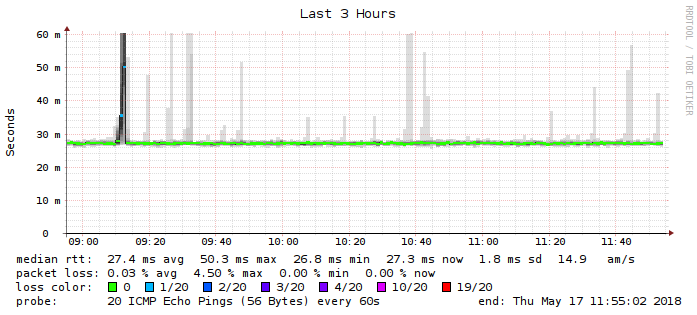 Last 3 Hours
RRDTOOL / TOBI OETIKER
Seconds
60 m
50 m
40 m
30 m
20 m
10 m
0
09:00 09:20 09:40 10:00 10:20 10:40 11:00 11:20 11:40
median rtt: 27.4 ms avg 50.3 ms max 26.8 ms min 27.3 ms now 1.8 ms sd 14.9 am/s
packet loss: 0.03 % avg 4.50 % max 0.00 % min 0.00 % now
loss color: 0 1/20 2/20 3/20 4/20 10/20 19/20
probe: 20 ICMP Echo Pings (56 Bytes) every 60s end: Thu May 17 11:55:02 2018